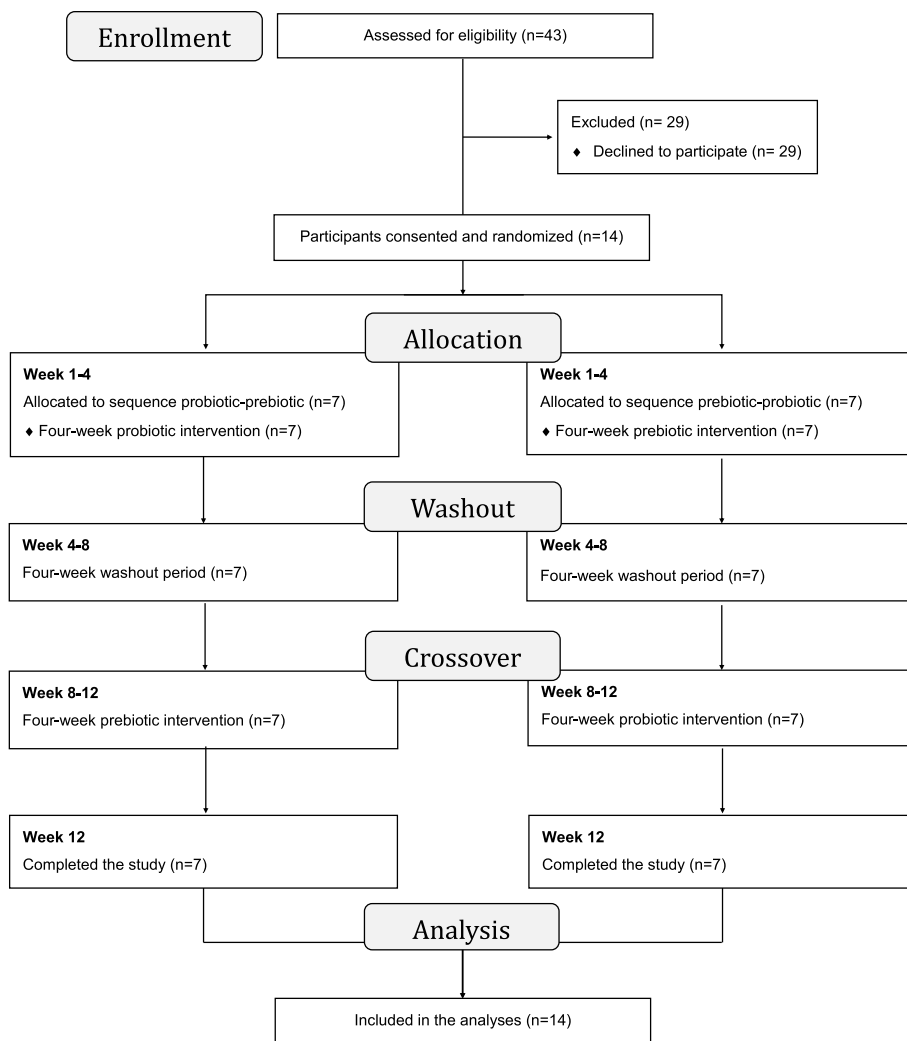 Enrollment
Assessed for eligibility (n=43)
Excluded (n= 29)
♦ Declined to participate (n= 29)
Participants consented and randomized (n=14)
Allocation
Week 1-4
Allocated to sequence probiotic-prebiotic (n=7)
♦ Four-week probiotic intervention (n=7)
Week 1-4
Allocated to sequence prebiotic-probiotic (n=7)
♦ Four-week prebiotic intervention (n=7)
Washout
Week 4-8
Four-week washout period (n=7)
Week 4-8
Four-week washout period (n=7)
Crossover
Week 8-12
Four-week prebiotic intervention (n=7)
Week 8-12
Four-week probiotic intervention (n=7)
Week 12
Completed the study (n=7)
Week 12
Completed the study (n=7)
Analysis
Included in the analyses (n=14)